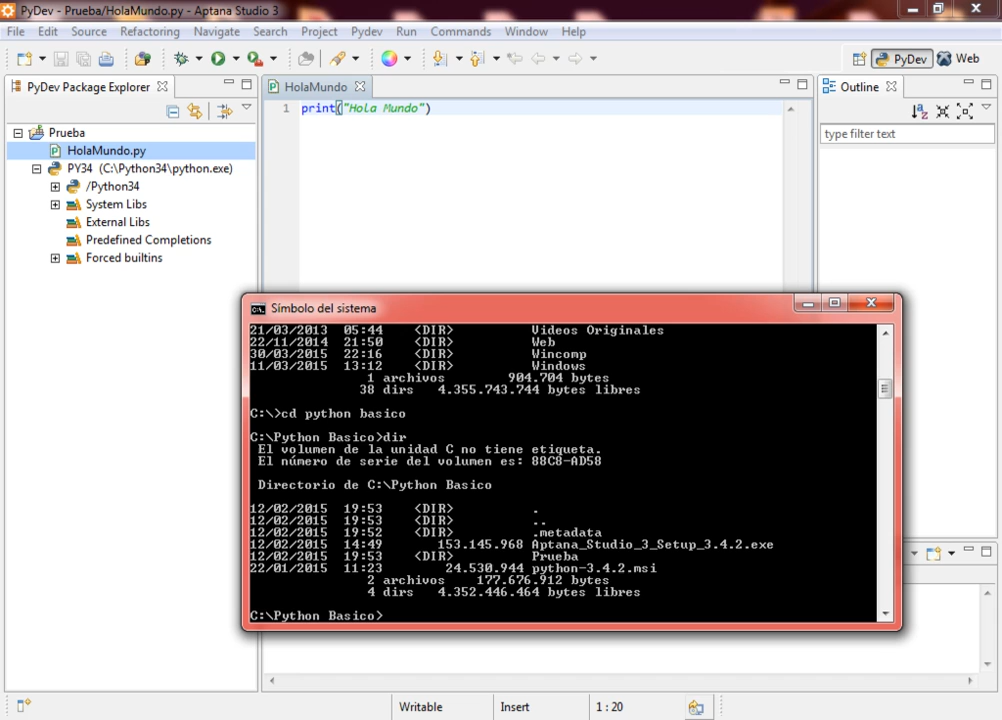 PyDev - Prueba/HolaMundo.py - Aptana Studio 3
File Edit Source Refactoring Navigate Search Project Pydev Run Commands Window Help
PyDev Web
PyDev Package Explorer
HolaMundo
Outline
1 print("Hola Mundo")
type filter text
Prueba
HolaMundo.py
PY34 (C:\Python34\python.exe)
/Python34
System Libs
External Libs
Predefined Completions
Forced builtins
Símbolo del sistema
21/03/2013 05:44 <DIR> Videos Originales
22/11/2014 21:50 <DIR> Web
30/03/2015 22:16 <DIR> Wincomp
11/03/2015 13:12 <DIR> Windows
1 archivos 904.704 bytes
38 dirs 4.355.743.744 bytes libres
C:\>cd python basico
C:\Python Basico>dir
El volumen de la unidad C no tiene etiqueta.
El número de serie del volumen es: 88C8-AD58
Directorio de C:\Python Basico
12/02/2015 19:53 <DIR> .
12/02/2015 19:53 <DIR> ..
12/02/2015 19:52 <DIR> .metadata
12/02/2015 14:49 153.145.968 Aptana_Studio_3_Setup_3.4.2.exe
12/02/2015 19:53 <DIR> Prueba
22/01/2015 11:23 24.530.944 python-3.4.2.msi
2 archivos 177.676.912 bytes
4 dirs 4.352.446.464 bytes libres
C:\Python Basico>
Writable Insert 1 : 20